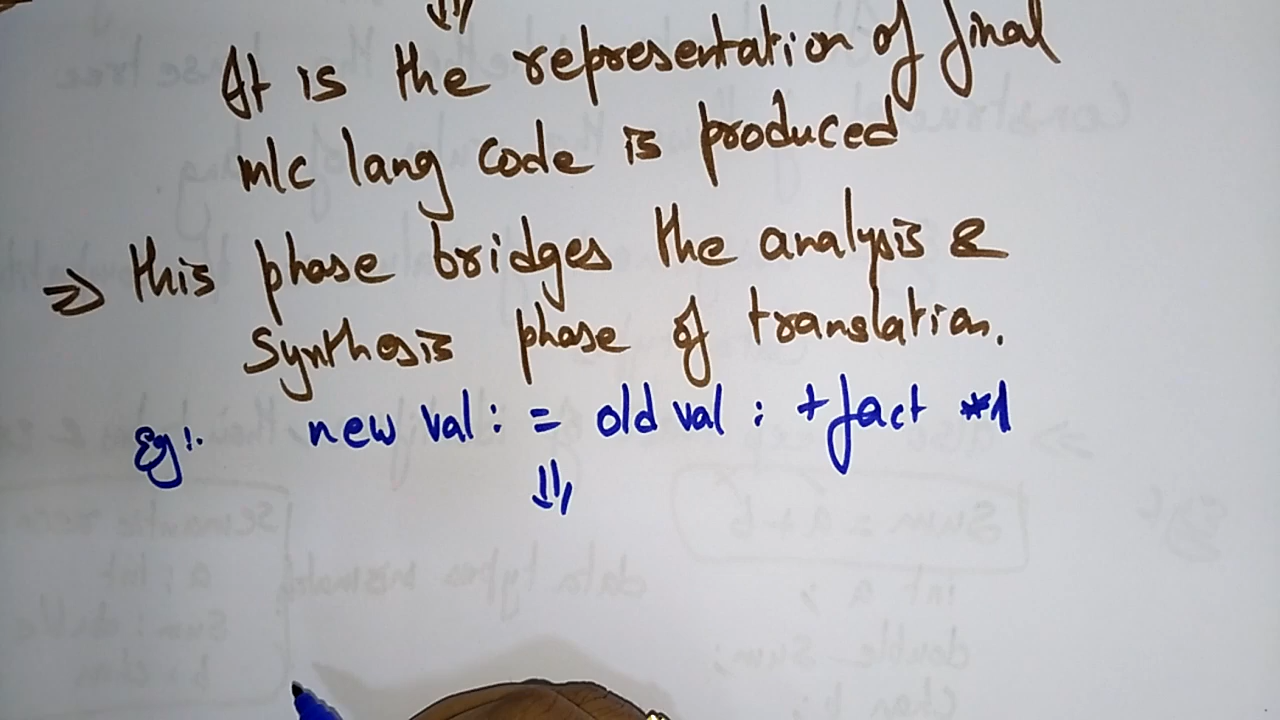 It is the representation of final
m/c lang code is produced
⇒ this phase bridges the analysis &
Synthesis phase of translation.
Eg:- new val : = old val : + fact *1